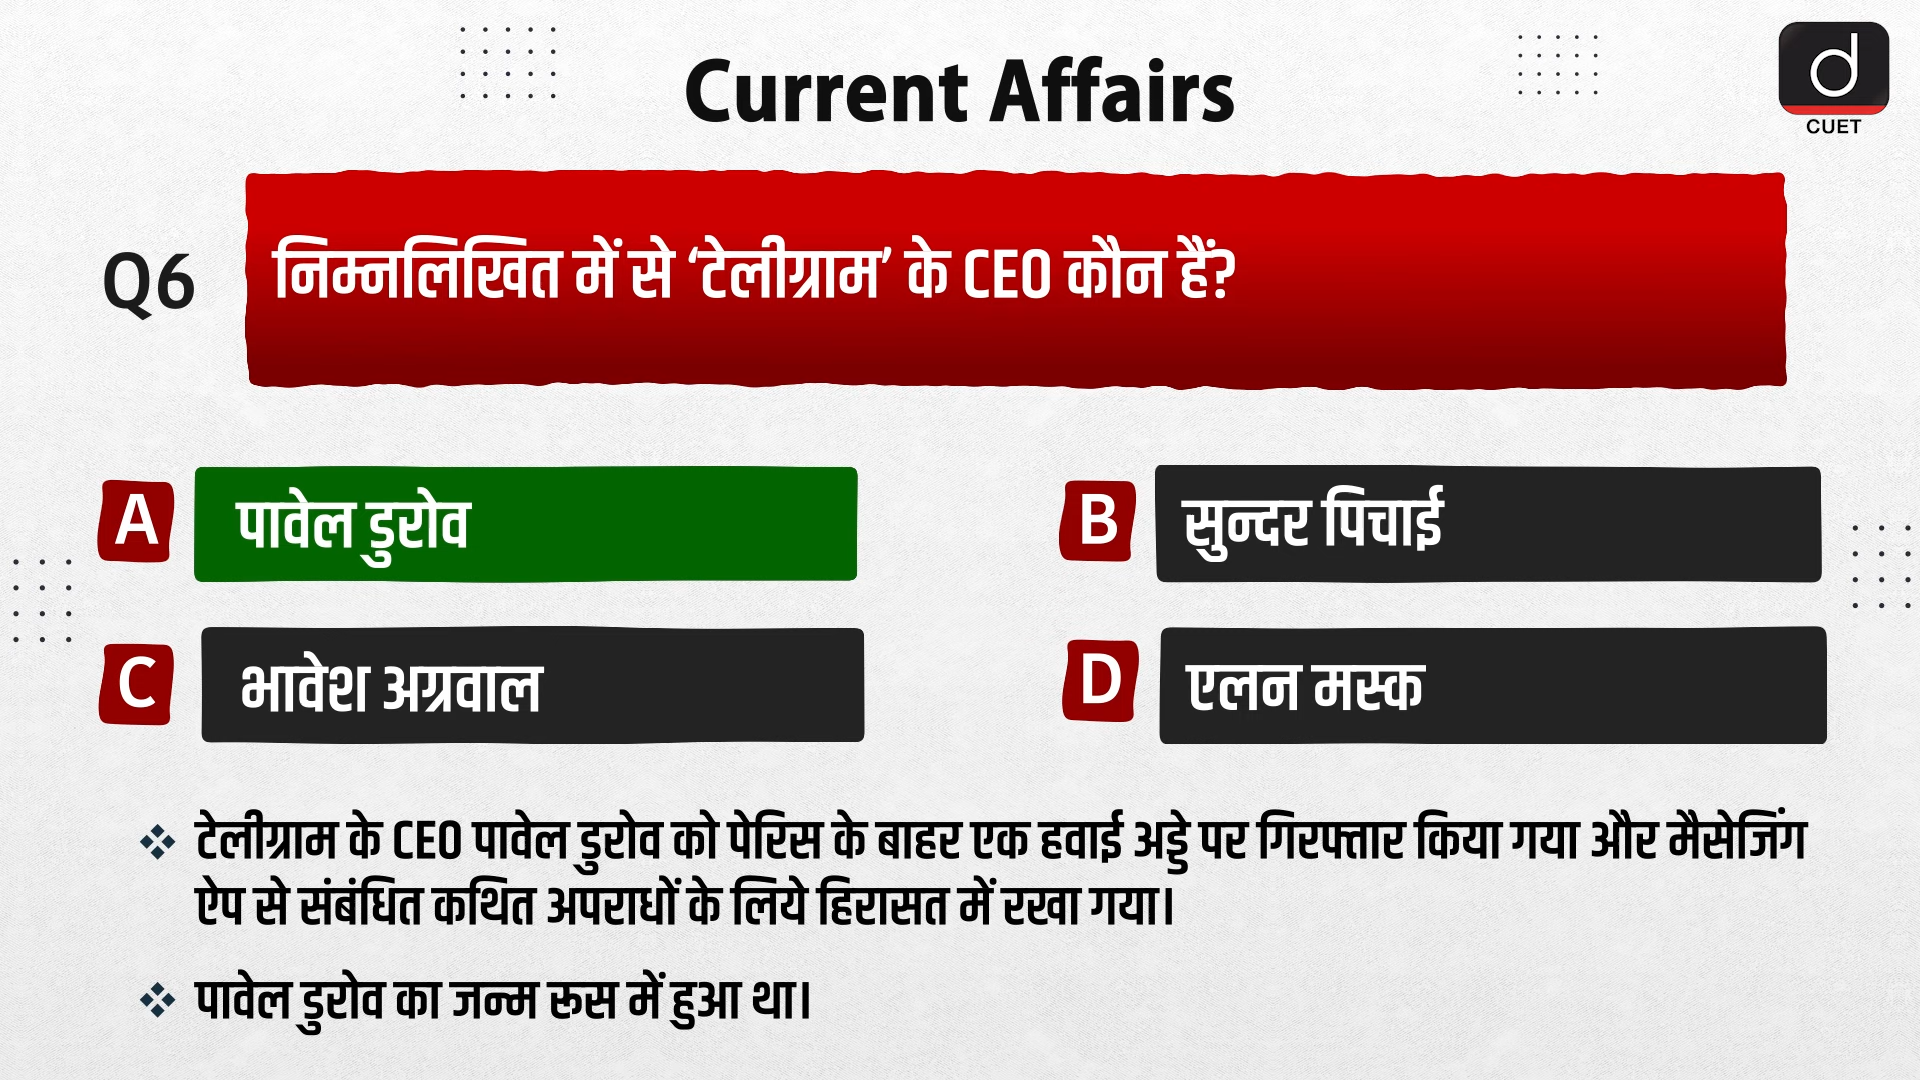 Current Affairs
d
CUET
Q6
निम्नलिखित में से ‘टेलीग्राम’ के CEO कौन हैं?
A
पावेल डुरोव
B
सुन्दर पिचाई
C
भावेश अग्रवाल
D
एलन मस्क
टेलीग्राम के CEO पावेल डुरोव को पेरिस के बाहर एक हवाई अड्डे पर गिरफ्तार किया गया और मैसेजिंग
ऐप से संबंधित कथित अपराधों के लिये हिरासत में रखा गया।
पावेल डुरोव का जन्म रूस में हुआ था।